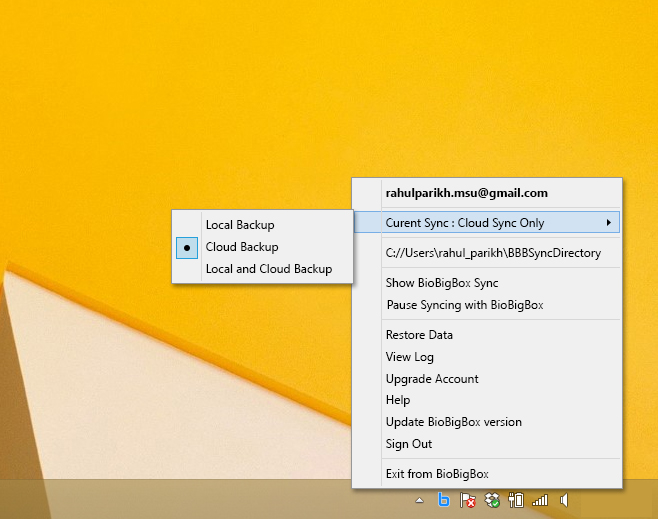 rahulparikh.msu@gmail.com
Curent Sync : Cloud Sync Only
Local Backup
Cloud Backup
Local and Cloud Backup
C://Users\rahul_parikh\BBBSyncDirectory
Show BioBigBox Sync
Pause Syncing with BioBigBox
Restore Data
View Log
Upgrade Account
Help
Update BioBigBox version
Sign Out
Exit from BioBigBox
b